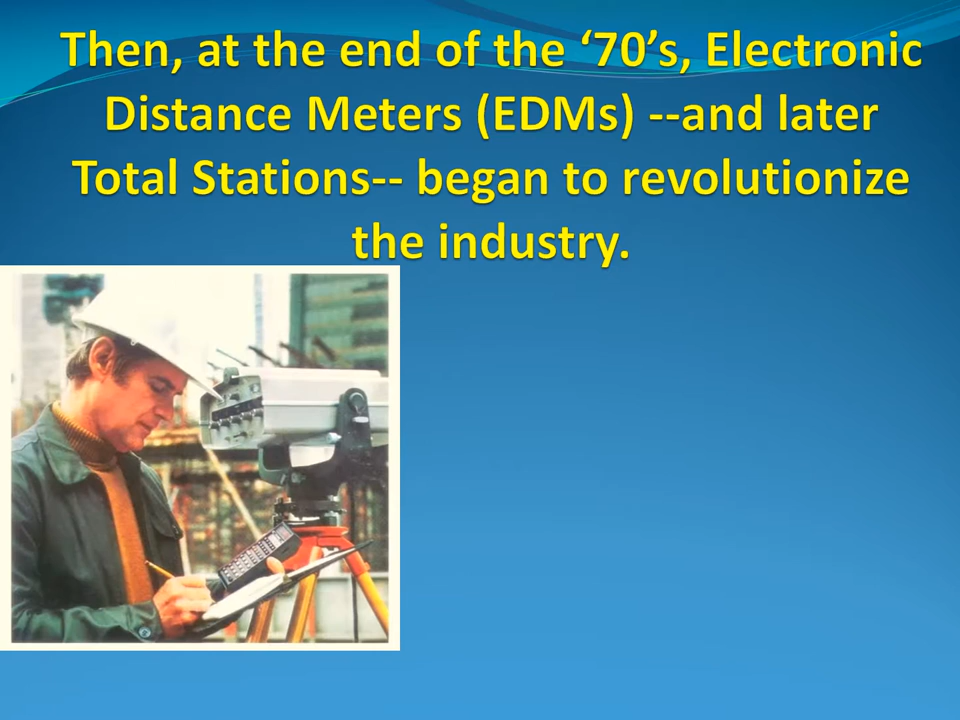 Then, at the end of the ‘70’s, Electronic
Distance Meters (EDMs) --and later
Total Stations-- began to revolutionize
the industry.